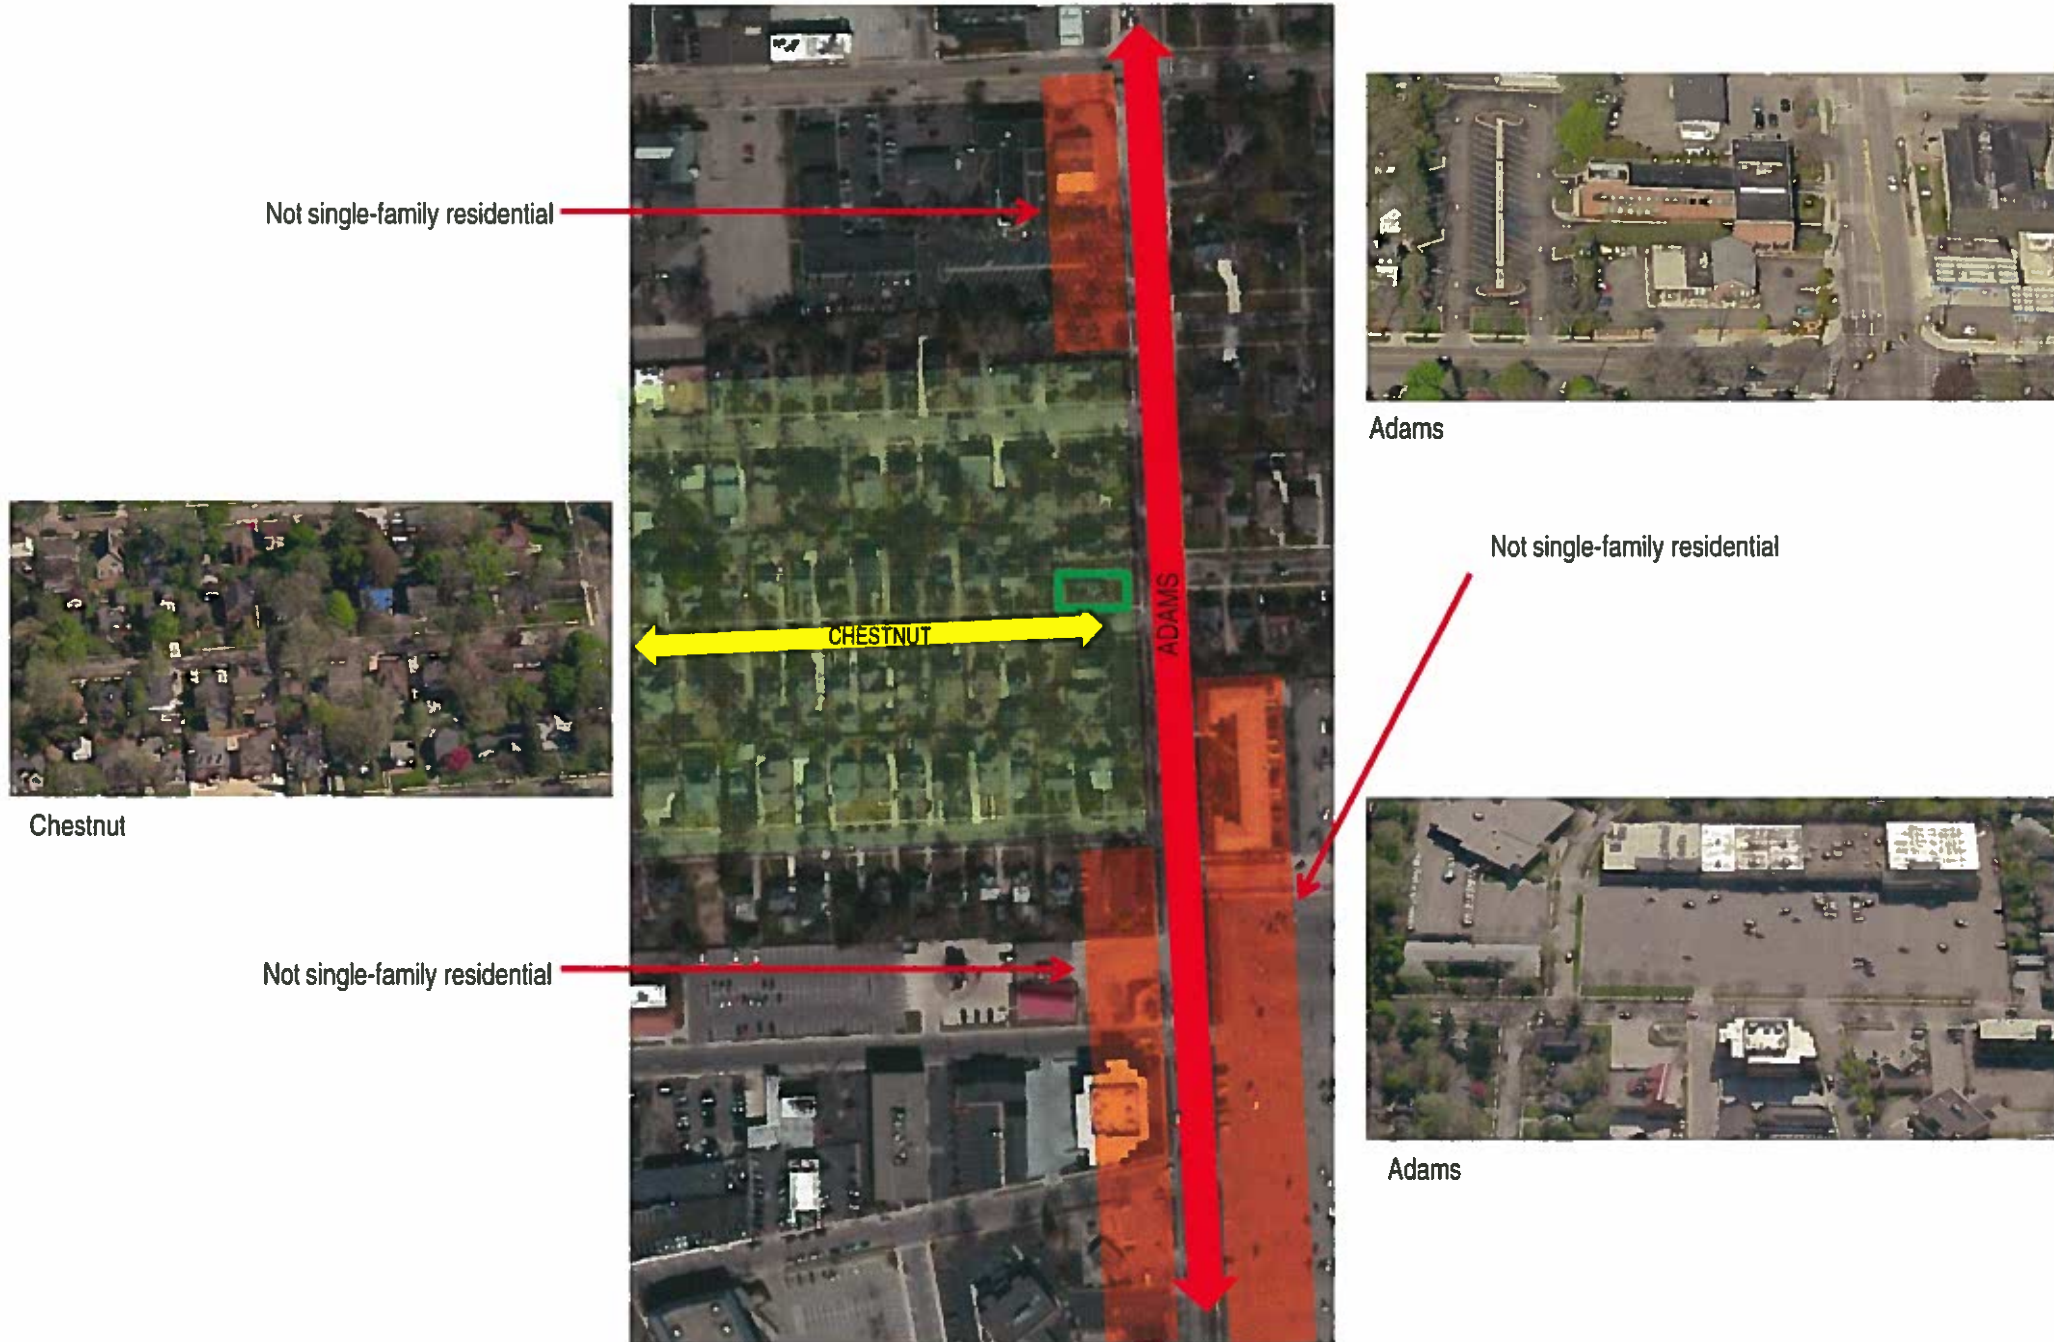 Not single-family residential
Adams
Not single-family residential
CHESTNUT
ADAMS
Chestnut
Not single-family residential
Adams